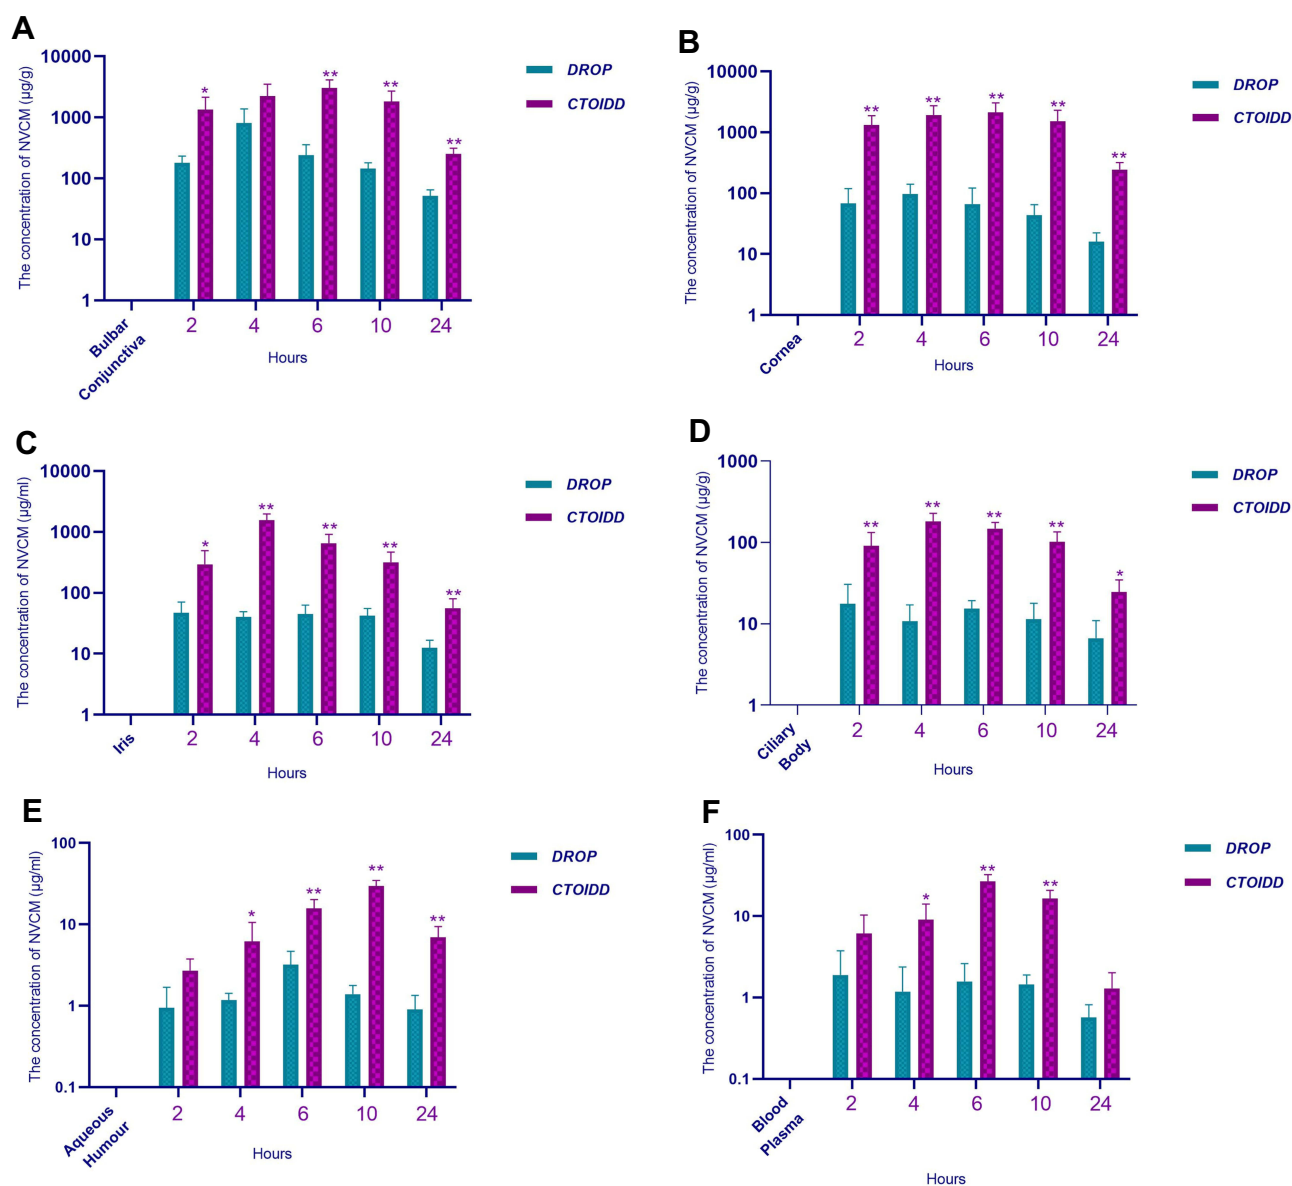 A
The concentration of NVCM (µg/g)
10000
1000
100
10
1
* ** ** **
DROP
CTOIDD
Bulbar
Conjunctiva
2 4 6 10 24
Hours
B
The concentration of NVCM (µg/g)
10000
1000
100
10
1
** ** ** ** **
DROP
CTOIDD
Cornea
2 4 6 10 24
Hours
C
The concentration of NVCM (µg/ml)
10000
1000
100
10
1
* ** ** ** **
DROP
CTOIDD
Iris
2 4 6 10 24
Hours
D
The concentration of NVCM (µg/g)
1000
100
10
1
** ** ** ** *
DROP
CTOIDD
Ciliary
Body
2 4 6 10 24
Hours
E
The concentration of NVCM (µg/ml)
100
10
1
0.1
* ** ** **
DROP
CTOIDD
Aqueous
Humour
2 4 6 10 24
Hours
F
The concentration of NVCM (µg/ml)
100
10
1
0.1
* ** **
DROP
CTOIDD
Blood
Plasma
2 4 6 10 24
Hours